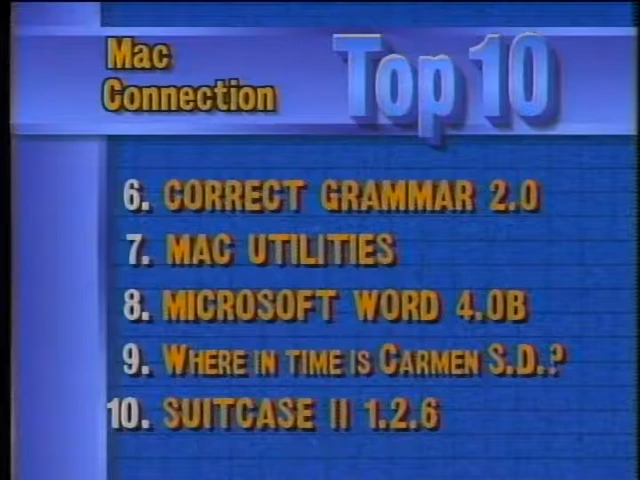 Mac
Connection
Top 10
6. CORRECT GRAMMAR 2.0
7. MAC UTILITIES
8. MICROSOFT WORD 4.0B
9. WHERE IN TIME IS CARMEN S.D.?
10. SUITCASE II 1.2.6